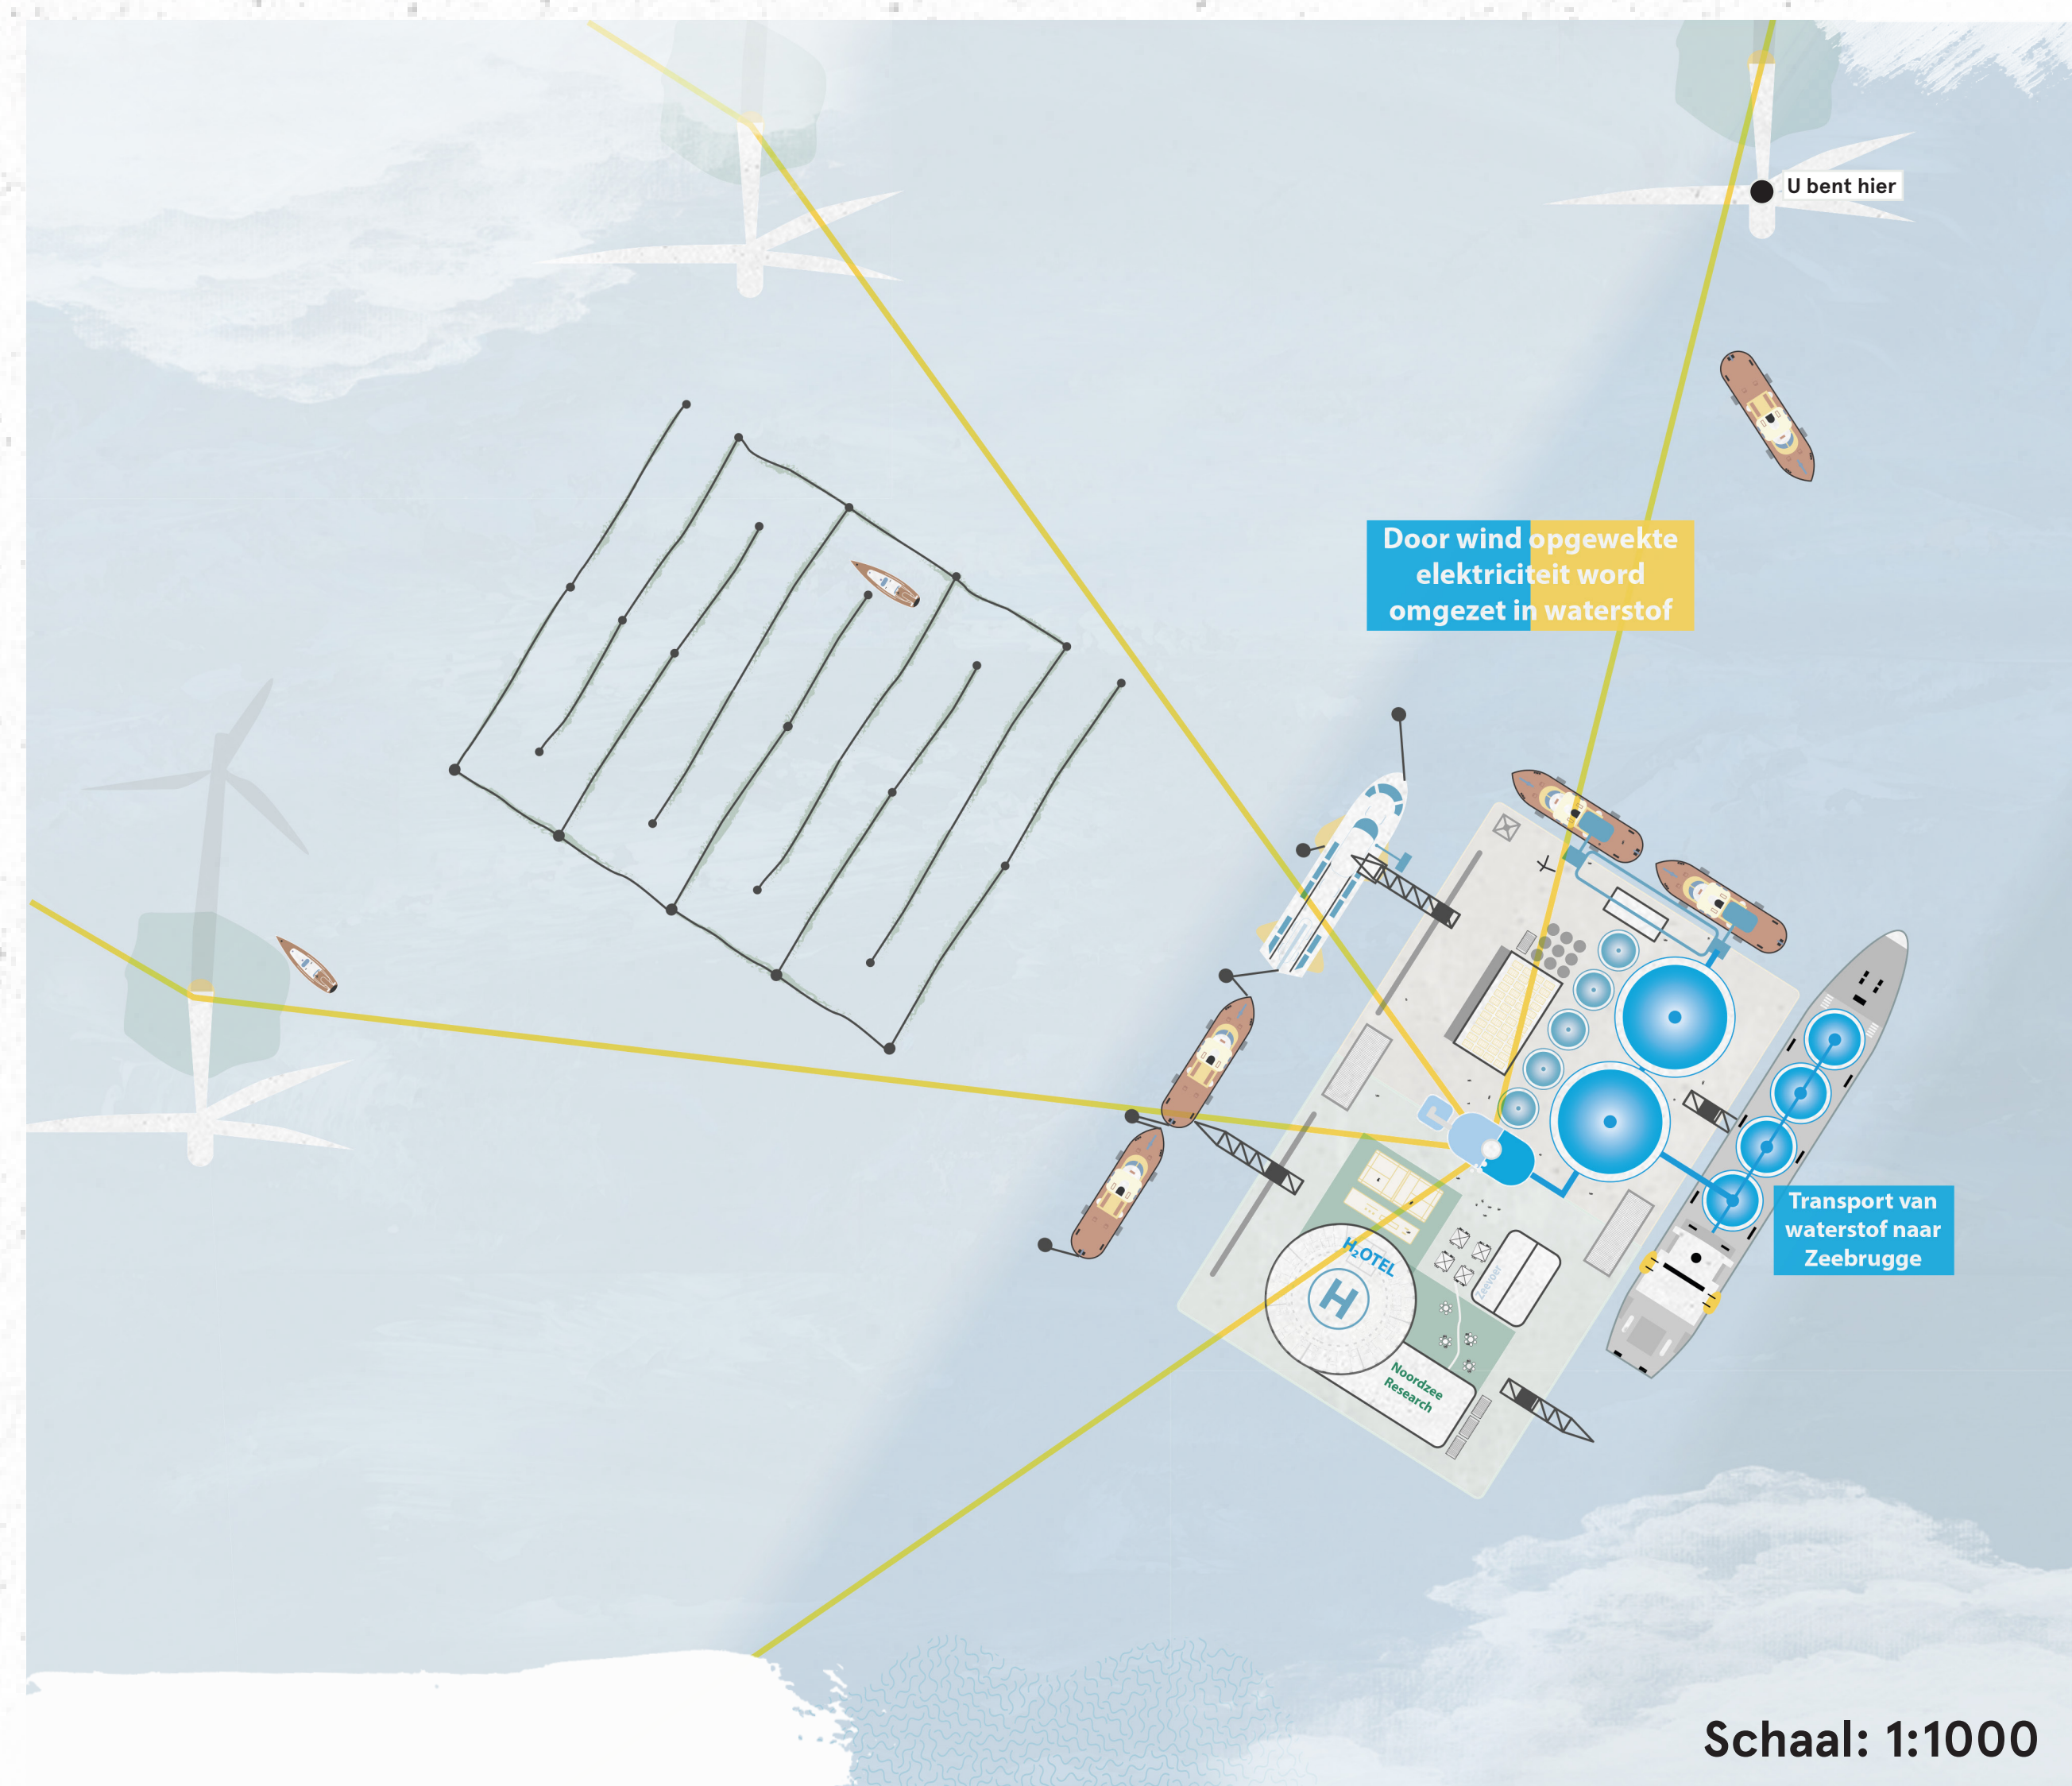 U bent hier
Door wind opgewekte
elektriciteit word
omgezet in waterstof
Transport van
waterstof naar
Zeebrugge
H₂OTEL
H
Zeevoer
Noordzee
Research
Schaal: 1:1000